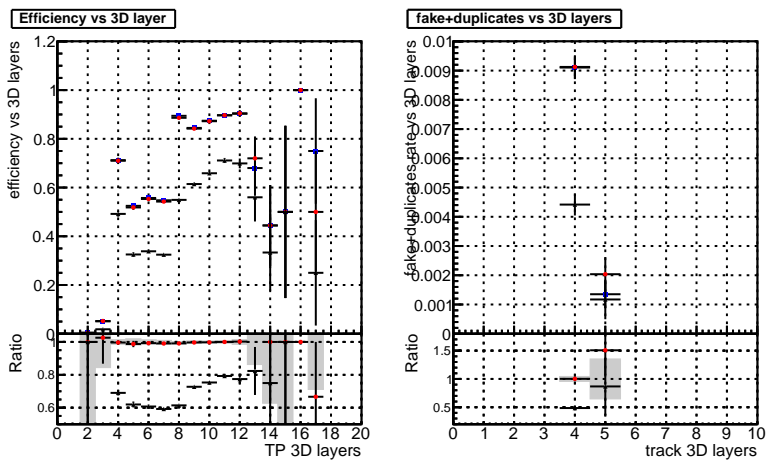 Efficiency vs 3D layer
efficiency vs 3D layers
1.2
1
0.8
0.6
0.4
0.2
0
Ratio
1
0.8
0.6
0 2 4 6 8 10 12 14 16 18 20
TP 3D layers
fake+duplicates vs 3D layers
fake+duplicates rate vs 3D layers
0.01
0.009
0.008
0.007
0.006
0.005
0.004
0.003
0.002
0.001
0
Ratio
1.5
1
0.5
0 1 2 3 4 5 6 7 8 9 10
track 3D layers